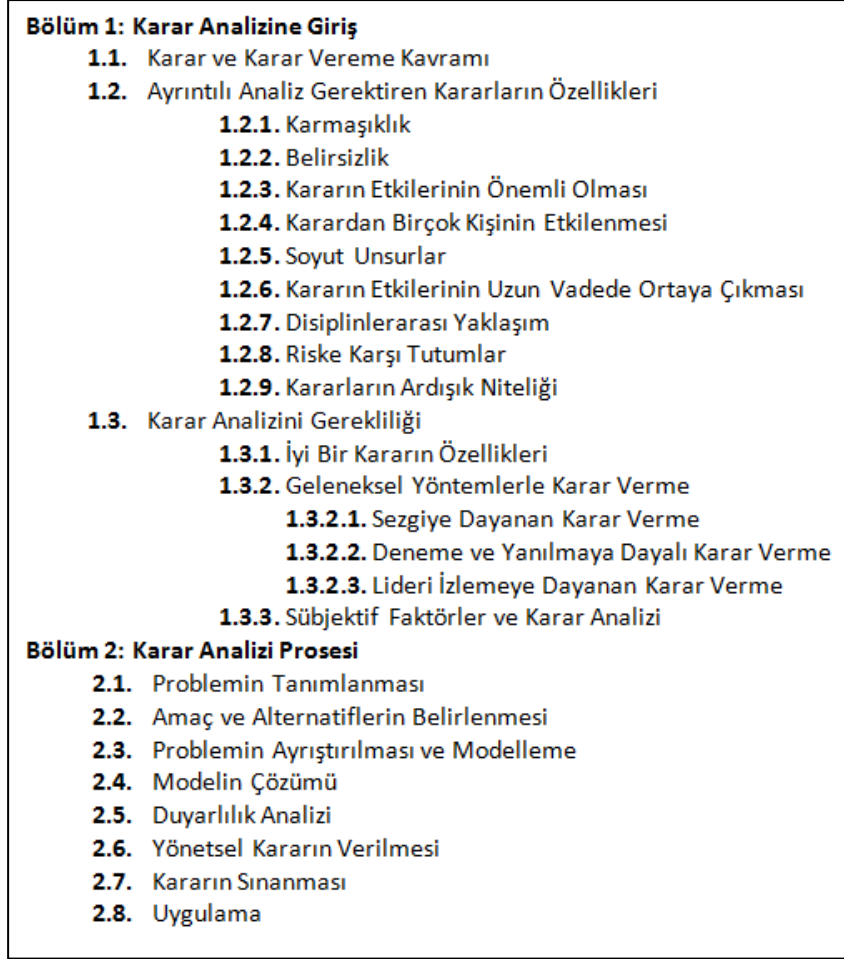 Bölüm 1: Karar Analizine Giriş
1.1. Karar ve Karar Vereme Kavramı
1.2. Ayrıntılı Analiz Gerektiren Kararların Özellikleri
1.2.1. Karmaşıklık
1.2.2. Belirsizlik
1.2.3. Kararın Etkilerinin Önemli Olması
1.2.4. Karardan Birçok Kişinin Etkilenmesi
1.2.5. Soyut Unsurlar
1.2.6. Kararın Etkilerinin Uzun Vadede Ortaya Çıkması
1.2.7. Disiplinlerarası Yaklaşım
1.2.8. Riske Karşı Tutumlar
1.2.9. Kararların Ardışık Niteliği
1.3. Karar Analizini Gerekliliği
1.3.1. İyi Bir Kararın Özellikleri
1.3.2. Geleneksel Yöntemlerle Karar Verme
1.3.2.1. Sezgiye Dayanan Karar Verme
1.3.2.2. Deneme ve Yanılmaya Dayalı Karar Verme
1.3.2.3. Lideri İzlemeye Dayanan Karar Verme
1.3.3. Sübjektif Faktörler ve Karar Analizi
Bölüm 2: Karar Analizi Prosesi
2.1. Problemin Tanımlanması
2.2. Amaç ve Alternatiflerin Belirlenmesi
2.3. Problemin Ayrıştırılması ve Modelleme
2.4. Modelin Çözümü
2.5. Duyarlılık Analizi
2.6. Yönetsel Kararın Verilmesi
2.7. Kararın Sınanması
2.8. Uygulama